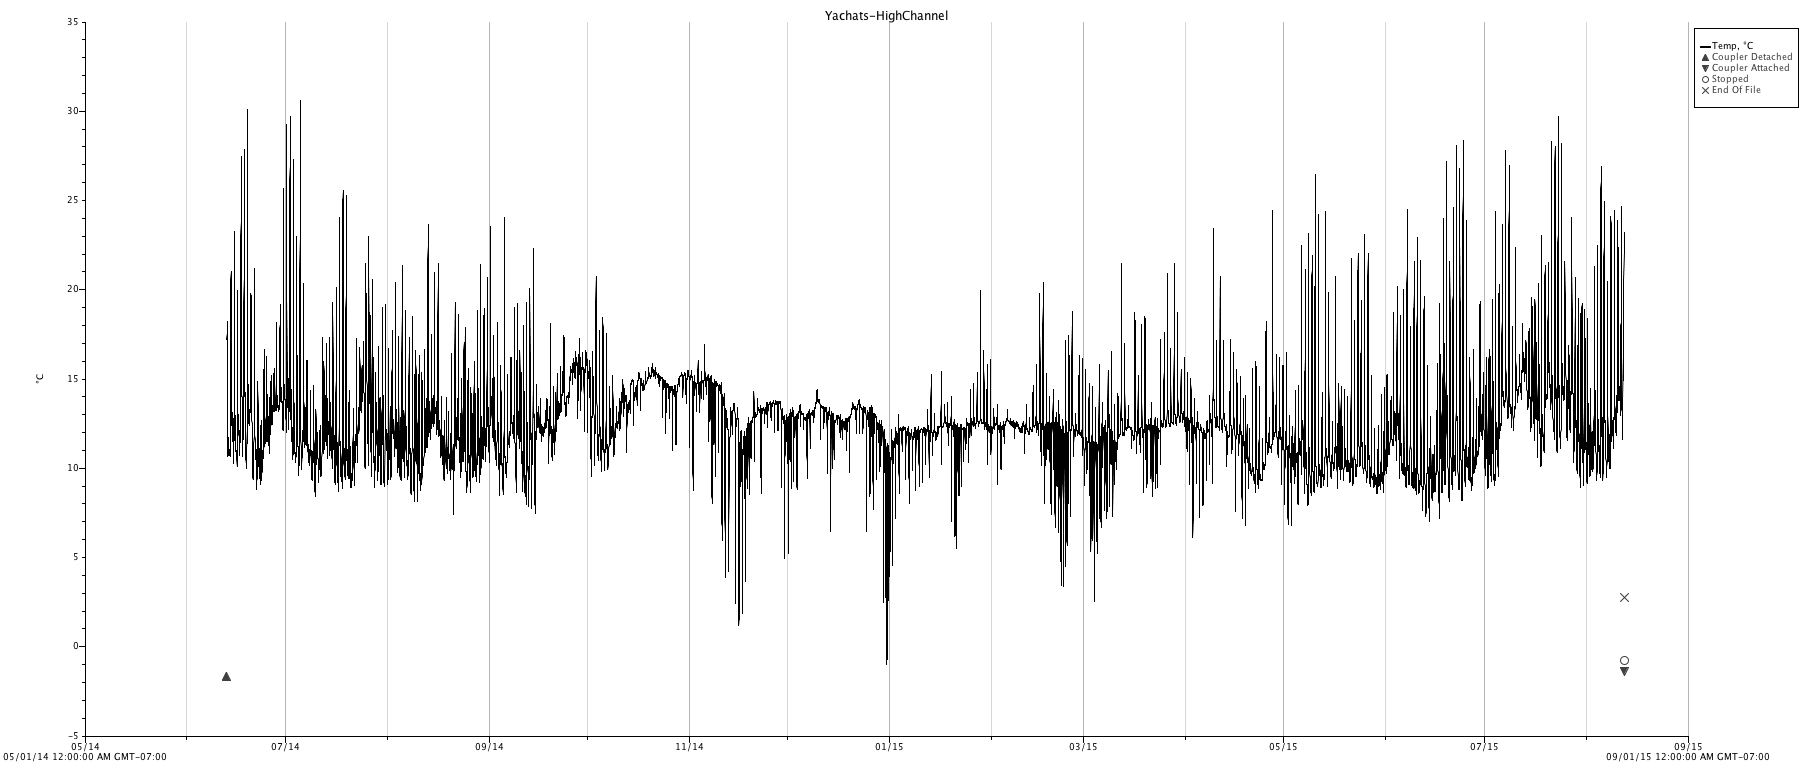 Yachats-HighChannel
Temp, °C
Coupler Detached
Coupler Attached
Stopped
End Of File
35
30
25
20
15
10
5
0
-5
°C
05/14 07/14 09/14 11/14 01/15 03/15 05/15 07/15 09/15
05/01/14 12:00:00 AM GMT-07:00 09/01/15 12:00:00 AM GMT-07:00